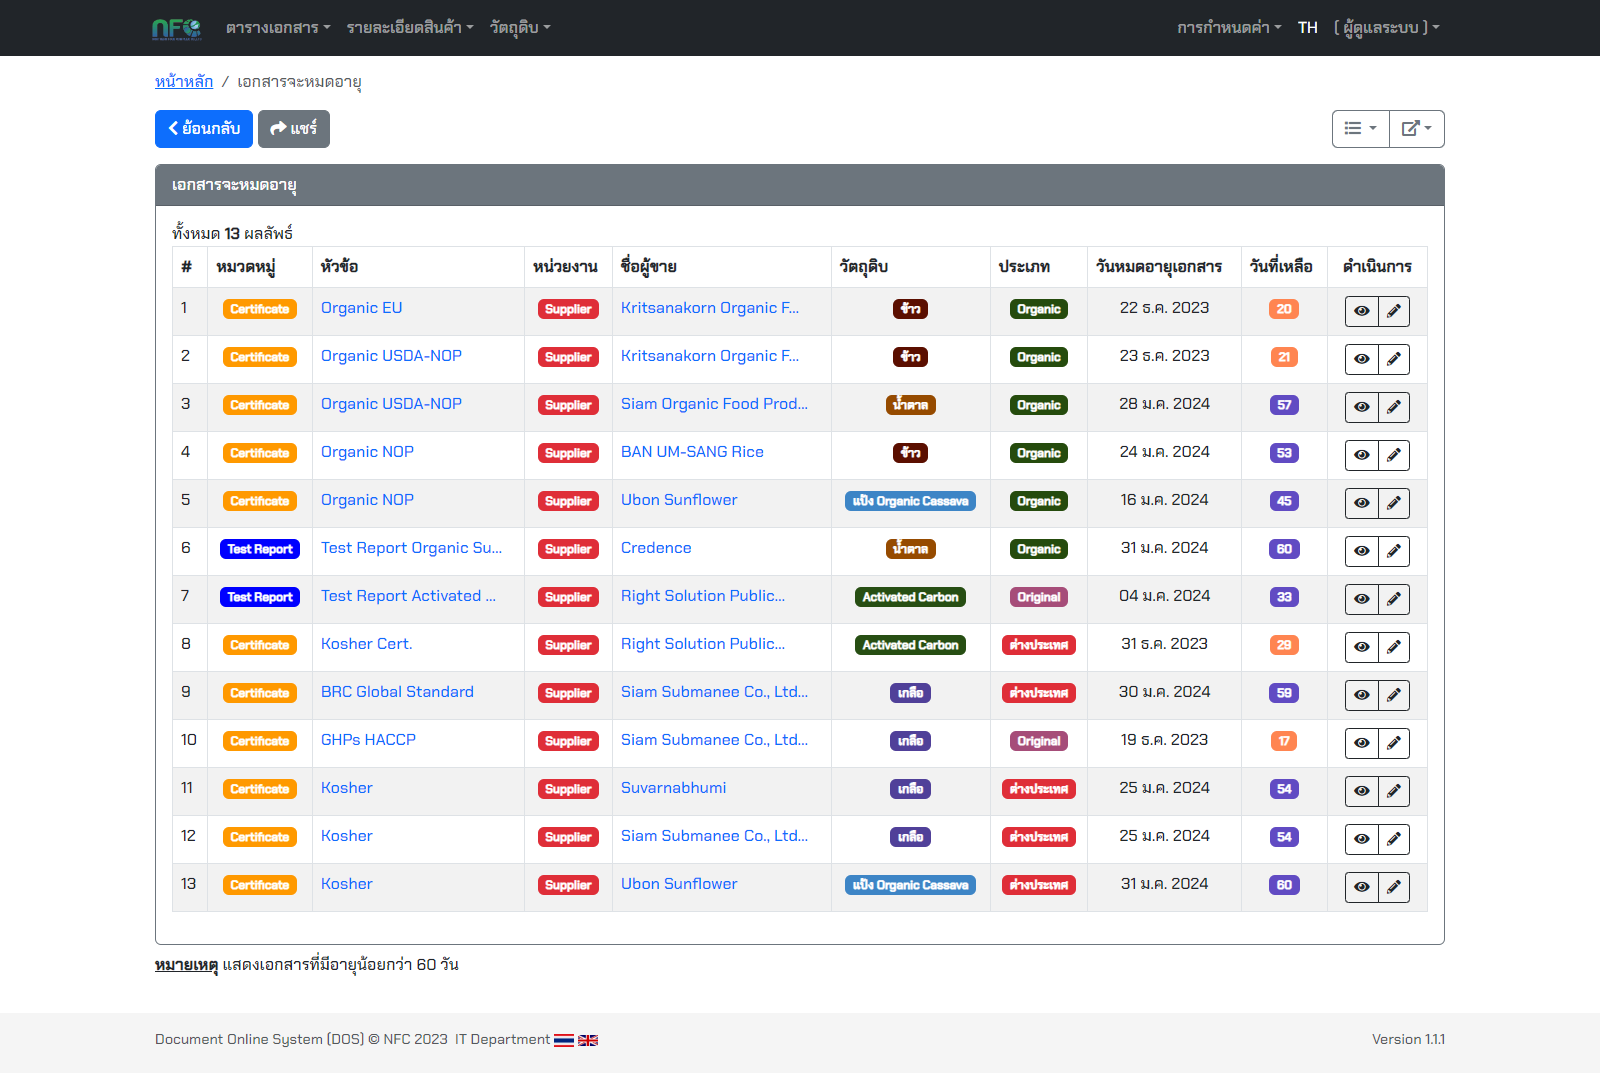 NFC ตารางเอกสาร รายละเอียดสินค้า วัตถุดิบ การกำหนดค่า TH [ ผู้ดูแลระบบ ]
หน้าหลัก / เอกสารจะหมดอายุ
ย้อนกลับ แชร์
เอกสารจะหมดอายุ
ทั้งหมด 13 ผลลัพธ์
# หมวดหมู่ หัวข้อ หน่วยงาน ชื่อผู้ขาย วัตถุดิบ ประเภท วันหมดอายุเอกสาร วันที่เหลือ ดำเนินการ
1 Certificate Organic EU Supplier Kritsanakorn Organic F... ข้าว Organic 22 ธ.ค. 2023 20
2 Certificate Organic USDA-NOP Supplier Kritsanakorn Organic F... ข้าว Organic 23 ธ.ค. 2023 21
3 Certificate Organic USDA-NOP Supplier Siam Organic Food Prod... น้ำตาล Organic 28 ม.ค. 2024 57
4 Certificate Organic NOP Supplier BAN UM-SANG Rice ข้าว Organic 24 ม.ค. 2024 53
5 Certificate Organic NOP Supplier Ubon Sunflower แป้ง Organic Cassava Organic 16 ม.ค. 2024 45
6 Test Report Test Report Organic Su... Supplier Credence น้ำตาล Organic 31 ม.ค. 2024 60
7 Test Report Test Report Activated ... Supplier Right Solution Public... Activated Carbon Original 04 ม.ค. 2024 33
8 Certificate Kosher Cert. Supplier Right Solution Public... Activated Carbon ต่างประเทศ 31 ธ.ค. 2023 29
9 Certificate BRC Global Standard Supplier Siam Submanee Co., Ltd... เกลือ ต่างประเทศ 30 ม.ค. 2024 59
10 Certificate GHPs HACCP Supplier Siam Submanee Co., Ltd... เกลือ Original 19 ธ.ค. 2023 17
11 Certificate Kosher Supplier Suvarnabhumi เกลือ ต่างประเทศ 25 ม.ค. 2024 54
12 Certificate Kosher Supplier Siam Submanee Co., Ltd... เกลือ ต่างประเทศ 25 ม.ค. 2024 54
13 Certificate Kosher Supplier Ubon Sunflower แป้ง Organic Cassava ต่างประเทศ 31 ม.ค. 2024 60
หมายเหตุ แสดงเอกสารที่มีอายุน้อยกว่า 60 วัน
Document Online System (DOS) © NFC 2023 IT Department Version 1.1.1